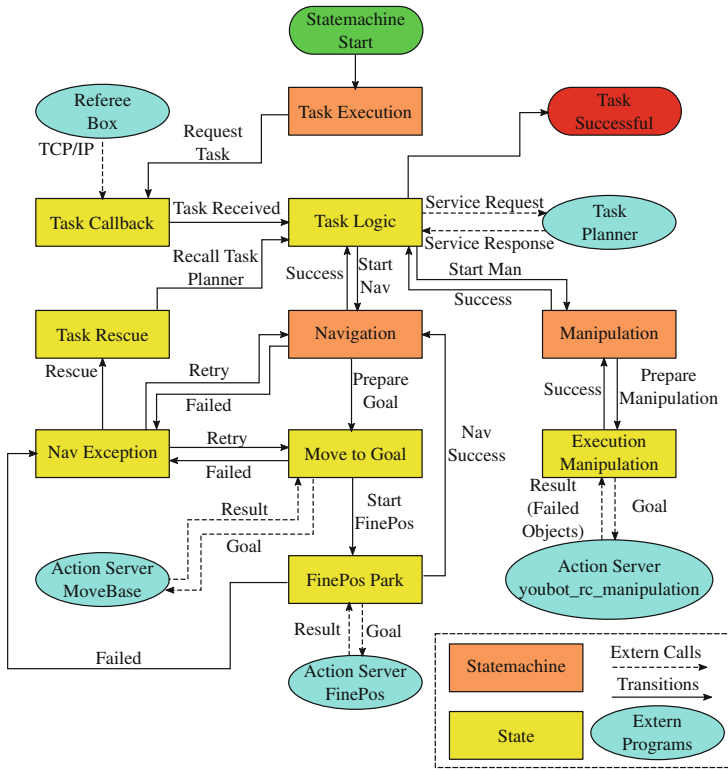 Statemachine
Start
Referee
Box
Task Execution
Task
Successful
Request
Task
TCP/IP
Task Callback
Task Received
Task Logic
Service Request
Service Response
Task
Planner
Recall Task
Planner
Success
Start
Nav
Start Man
Success
Task Rescue
Navigation
Manipulation
Rescue
Retry
Failed
Prepare
Goal
Success
Prepare
Manipulation
Nav Exception
Retry
Failed
Move to Goal
Nav
Success
Execution
Manipulation
Result
Goal
Start
FinePos
Result
(Failed
Objects)
Goal
Action Server
MoveBase
FinePos Park
Action Server
youbot_rc_manipulation
Failed
Result
Goal
Action Server
FinePos
Statemachine
Extern Calls
Transitions
State
Extern
Programs